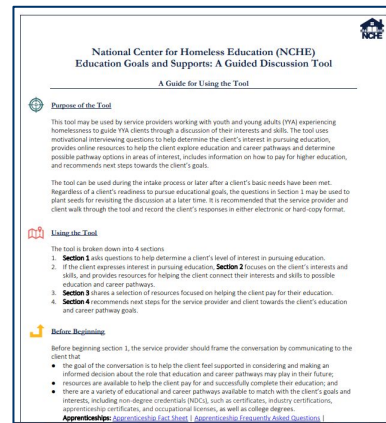 NCHE
National Center for Homeless Education (NCHE)
Education Goals and Supports: A Guided Discussion Tool
A Guide for Using the Tool
Purpose of the Tool
This tool may be used by service providers working with youth and young adults (YYA) experiencing
homelessness to guide YYA clients through a discussion of their interests and skills. The tool uses
motivational interviewing questions to help determine the client's interest in pursuing education,
provides online resources to help the client explore education and career pathways and determine
possible pathway options in areas of interest, includes information on how to pay for higher education,
and recommends next steps towards the client's goals.
The tool can be used during the intake process or later after a client's basic needs have been met.
Regardless of a client's readiness to pursue educational goals, the questions in Section 1 may be used to
plant seeds for revisiting the discussion at a later time. It is recommended that the service provider and
client walk through the tool and record the client's responses in either electronic or hard-copy format.
Using the Tool
The tool is broken down into 4 sections
1. Section 1 asks questions to help determine a client's level of interest in pursuing education.
2. If the client expresses interest in pursuing education, Section 2 focuses on the client's interests and
skills, and provides resources for helping the client connect their interests and skills to possible
education and career pathways.
3. Section 3 shares a selection of resources focused on helping the client pay for their education.
4. Section 4 recommends next steps for the service provider and client towards the client's education
and career pathway goals.
Before Beginning
Before beginning section 1, the service provider should frame the conversation by communicating to the
client that
● the goal of the conversation is to help the client feel supported in considering and making an
informed decision about the role that education and career pathways may play in their future;
● resources are available to help the client pay for and successfully complete their education; and
● there are a variety of educational and career pathways available to match with the client's goals and
interests, including non-degree credentials (NDCs), such as certificates, industry certifications,
apprenticeship certificates, and occupational licenses, as well as college degrees.
Apprenticeships: Apprenticeship Fact Sheet | Apprenticeship Frequently Asked Questions |